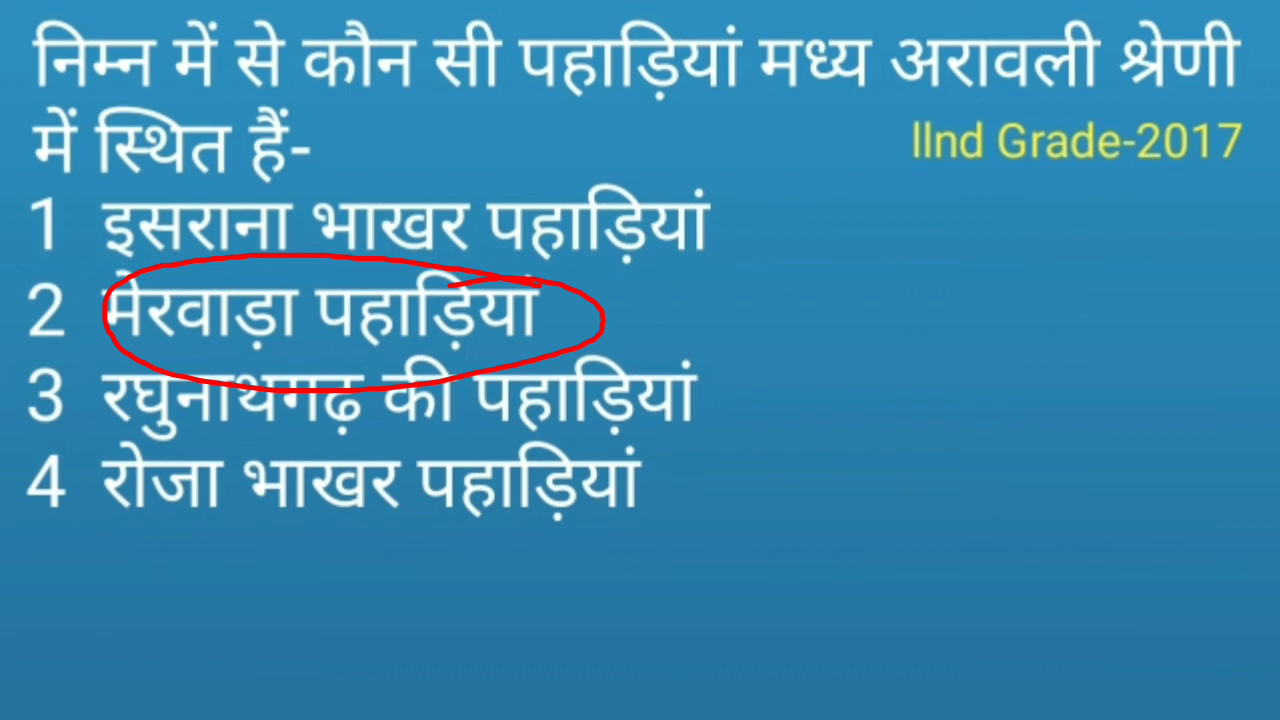 निम्न में से कौन सी पहाड़ियां मध्य अरावली श्रेणी
में स्थित हैं-
llnd Grade-2017
1 इसराना भाखर पहाड़ियां
2 मेरवाड़ा पहाड़ियां
3 रघुनाथगढ़ की पहाड़ियां
4 रोजा भाखर पहाड़ियां